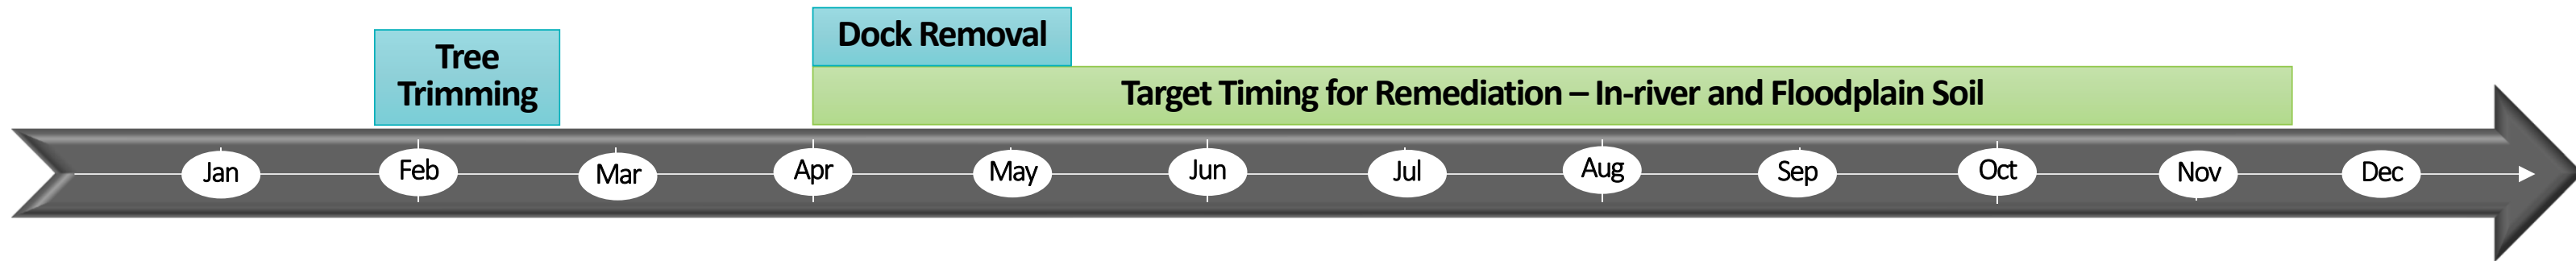 Tree
Trimming
Dock Removal
Target Timing for Remediation – In-river and Floodplain Soil
Jan
Feb
Mar
Apr
May
Jun
Jul
Aug
Sep
Oct
Nov
Dec